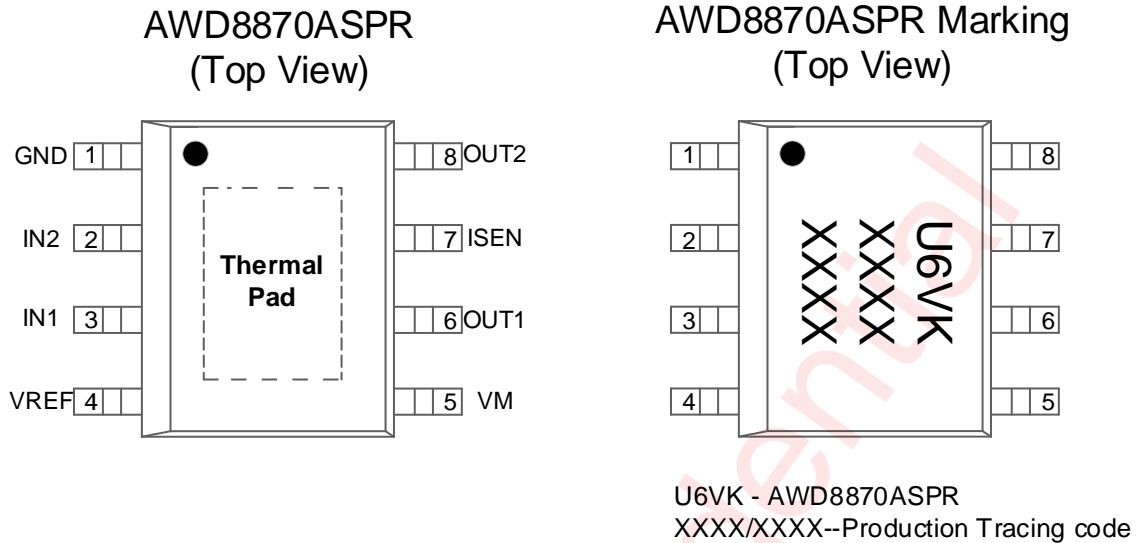 AWD8870ASPR
(Top View)
GND 1
IN2 2
IN1 3
VREF 4
8 OUT2
7 ISEN
6 OUT1
5 VM
Thermal
Pad
AWD8870ASPR Marking
(Top View)
1
2
3
4
8
7
6
5
U6VK
XXXX
XXXX
U6VK - AWD8870ASPR
XXXX/XXXX--Production Tracing code
dential